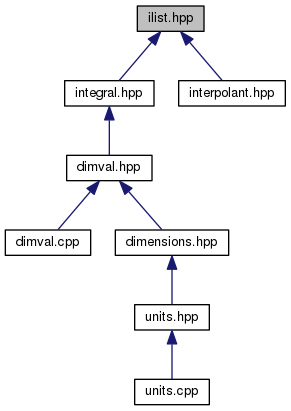 ilist.hpp
integral.hpp
interpolant.hpp
dimval.hpp
dimval.cpp
dimensions.hpp
units.hpp
units.cpp